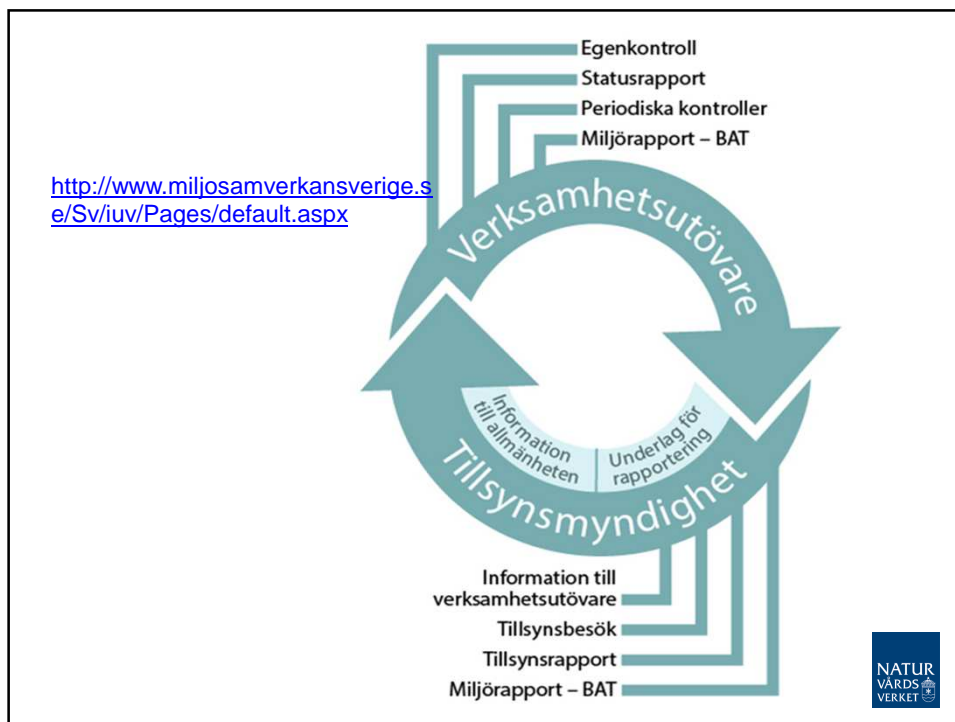 Egenkontroll
Statusrapport
Periodiska kontroller
Miljörapport – BAT
http://www.miljosamverkansverige.s
e/Sv/iuv/Pages/default.aspx
Verksamhetsutövare
Information
till allmänheten
Underlag för
rapportering
Tillsynsmyndighet
Information till
verksamhetsutövare
Tillsynsbesök
Tillsynsrapport
Miljörapport – BAT
NATUR
VÅRDS
VERKET